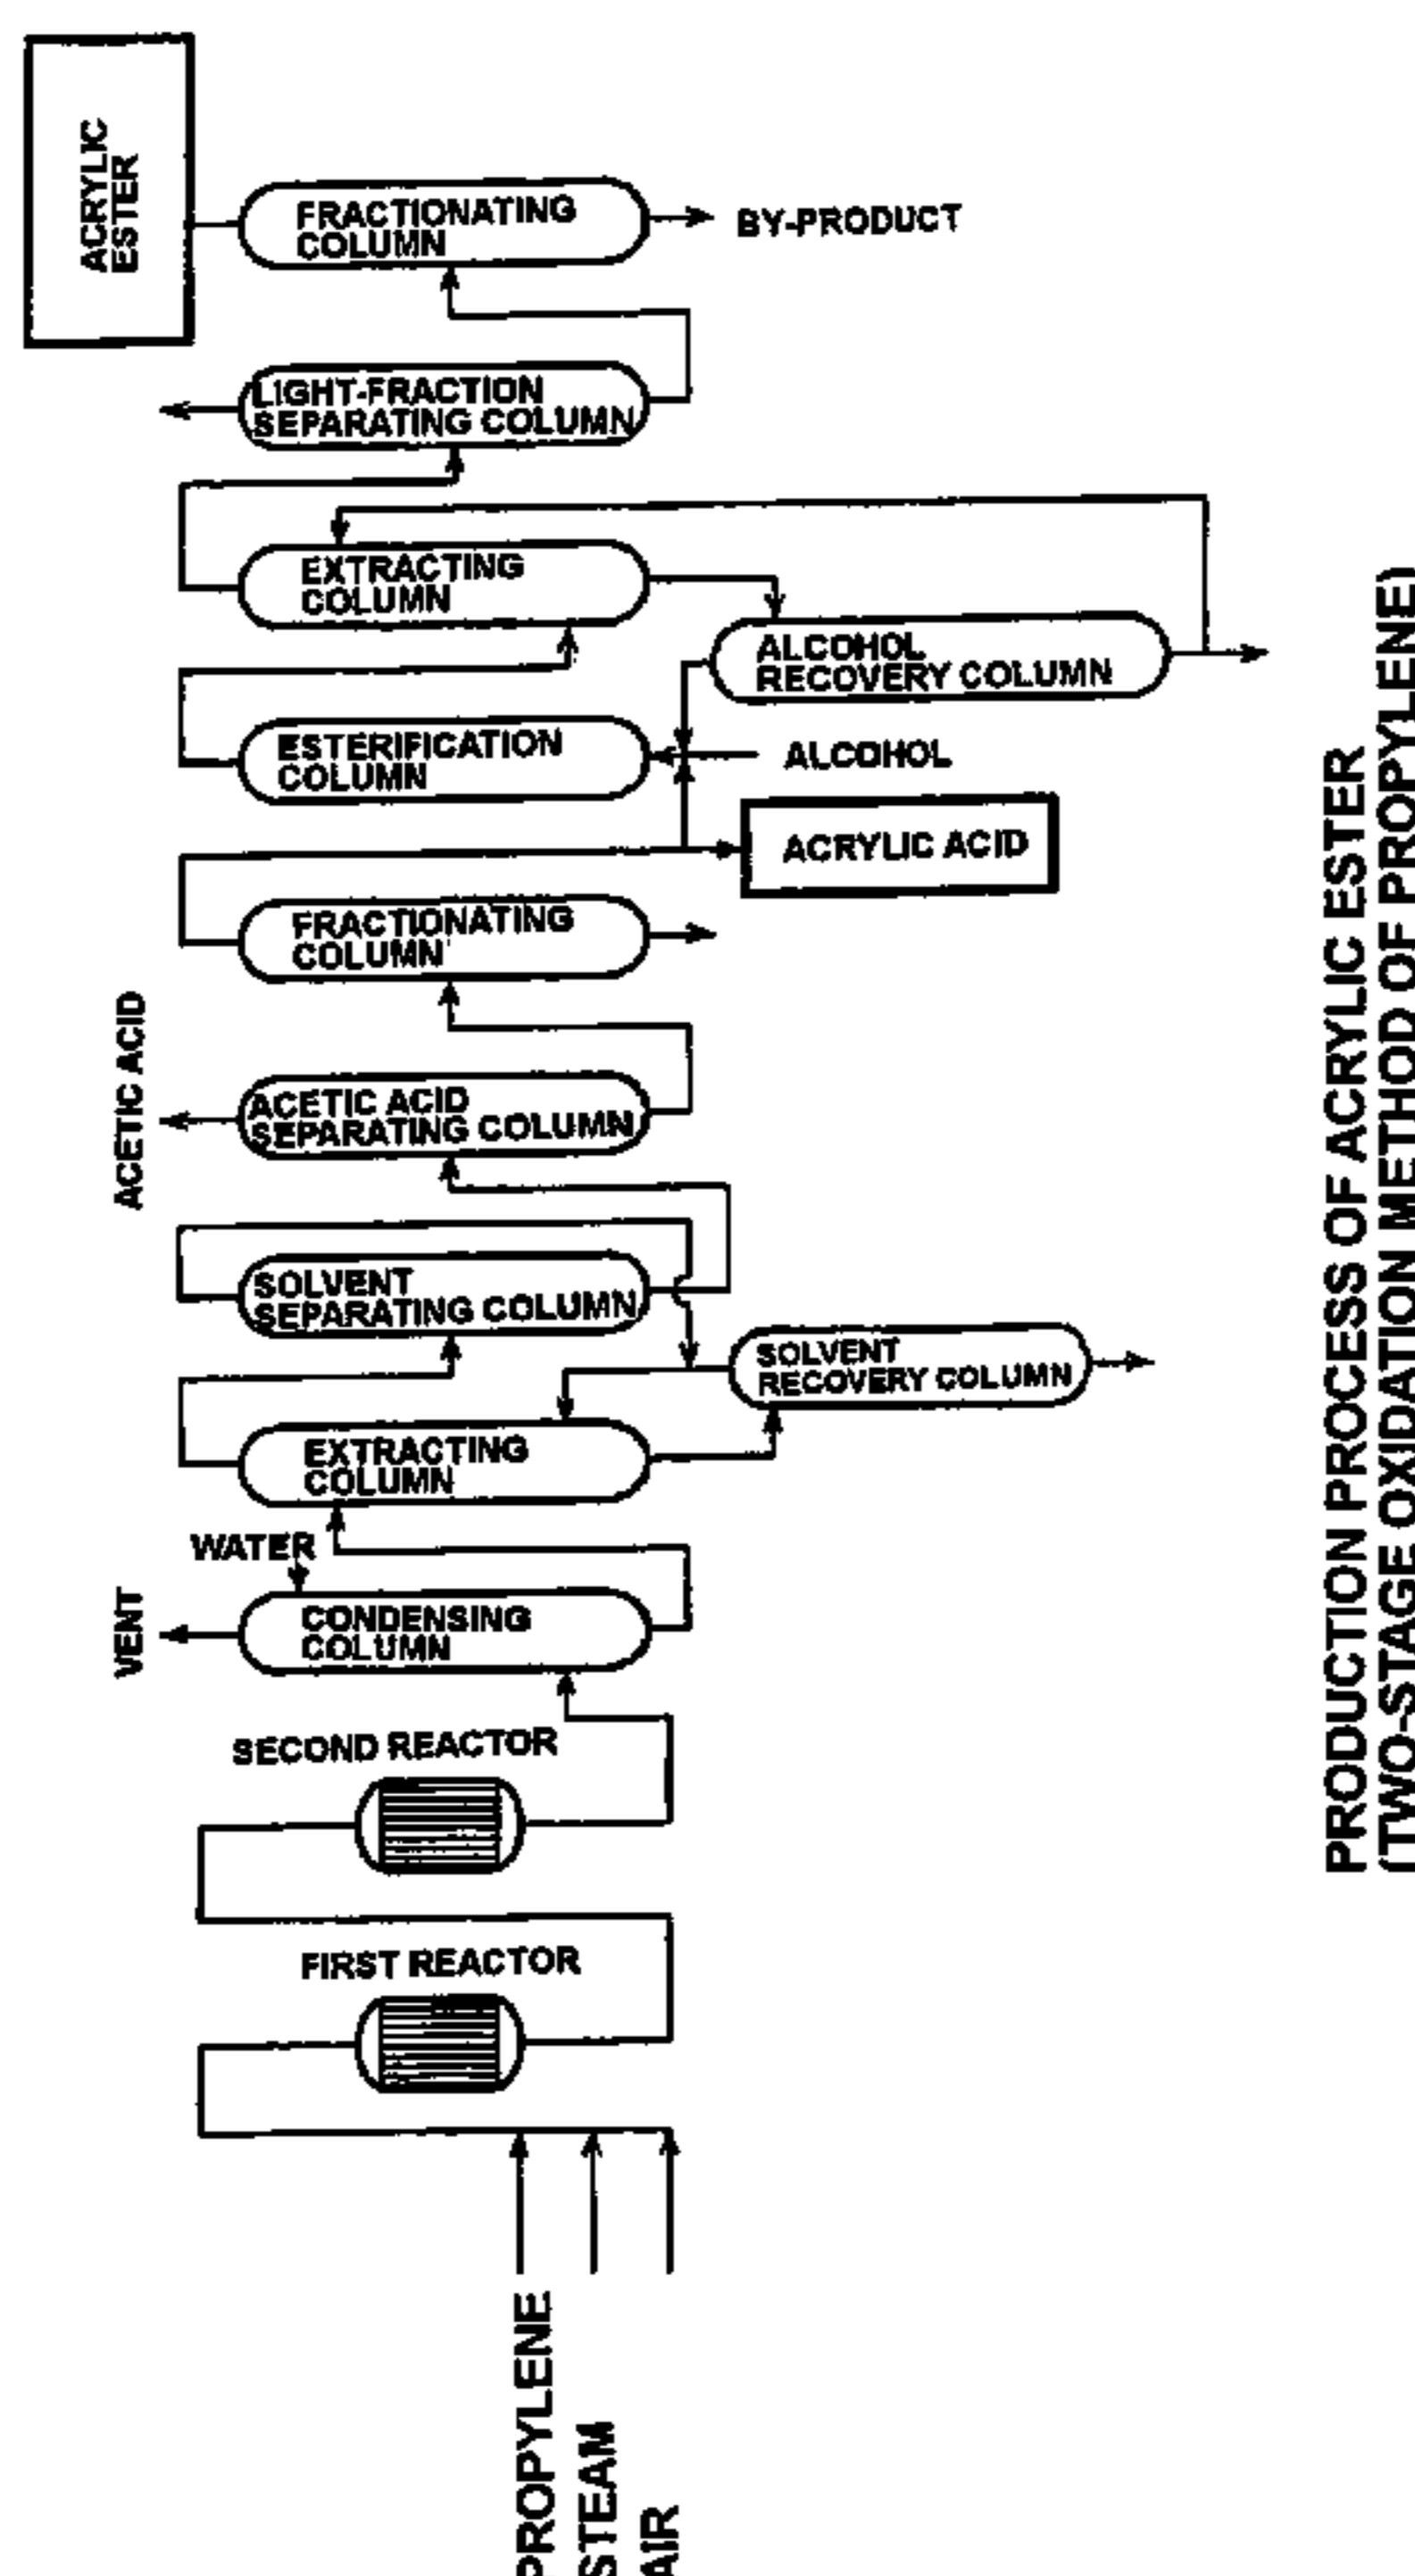 ACRYLIC
ESTER
FRACTIONATING
COLUMN
BY-PRODUCT
LIGHT-FRACTION
SEPARATING COLUMN
EXTRACTING
COLUMN
ALCOHOL
RECOVERY COLUMN
ESTERIFICATION
COLUMN
ALCOHOL
ACRYLIC ACID
FRACTIONATING
COLUMN
ACETIC ACID
ACETIC ACID
SEPARATING COLUMN
SOLVENT
SEPARATING COLUMN
SOLVENT
RECOVERY COLUMN
EXTRACTING
COLUMN
WATER
VENT
CONDENSING
COLUMN
SECOND REACTOR
FIRST REACTOR
PROPYLENE
STEAM
AIR
PRODUCTION PROCESS OF ACRYLIC ESTER
(TWO-STAGE OXIDATION METHOD OF PROPYLENE)